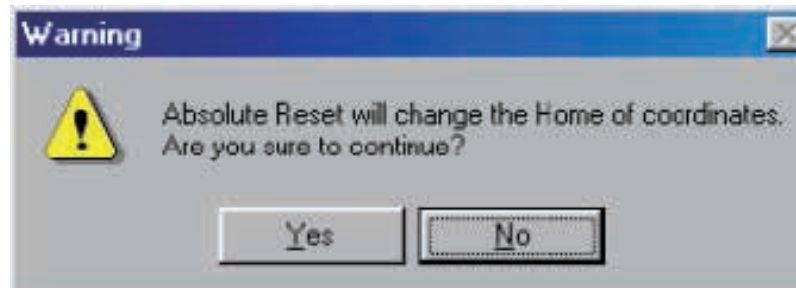 Warning
Absolute Reset will change the Home of coordinates.
Are you sure to continue?
Yes
No